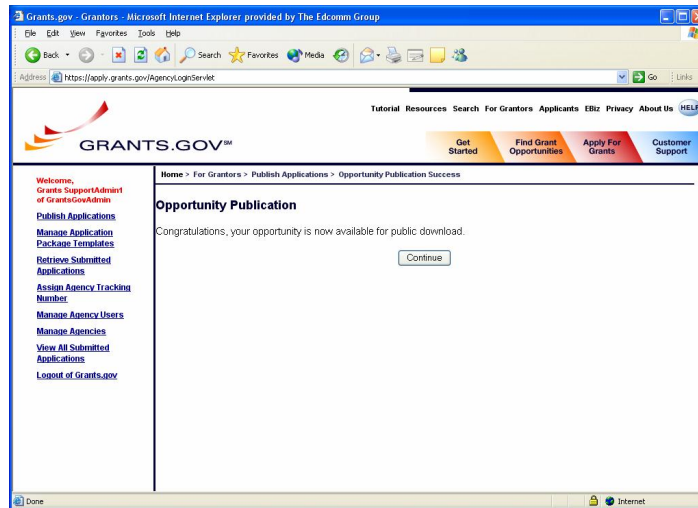 Grants.gov - Grantors - Microsoft Internet Explorer provided by The Edcomm Group
File Edit View Favorites Tools Help
Back Search Favorites Media
Address https://apply.grants.gov/AgencyLoginServlet Go Links
Tutorial Resources Search For Grantors Applicants EBiz Privacy About Us HELP
GRANTS.GOV℠
Get Started
Find Grant Opportunities
Apply For Grants
Customer Support
Welcome,
Grants SupportAdmin1
of GrantsGovAdmin
Publish Applications
Manage Application
Package Templates
Retrieve Submitted
Applications
Assign Agency Tracking
Number
Manage Agency Users
Manage Agencies
View All Submitted
Applications
Logout of Grants.gov
Home > For Grantors > Publish Applications > Opportunity Publication Success
Opportunity Publication
Congratulations, your opportunity is now available for public download.
Continue
Done Internet